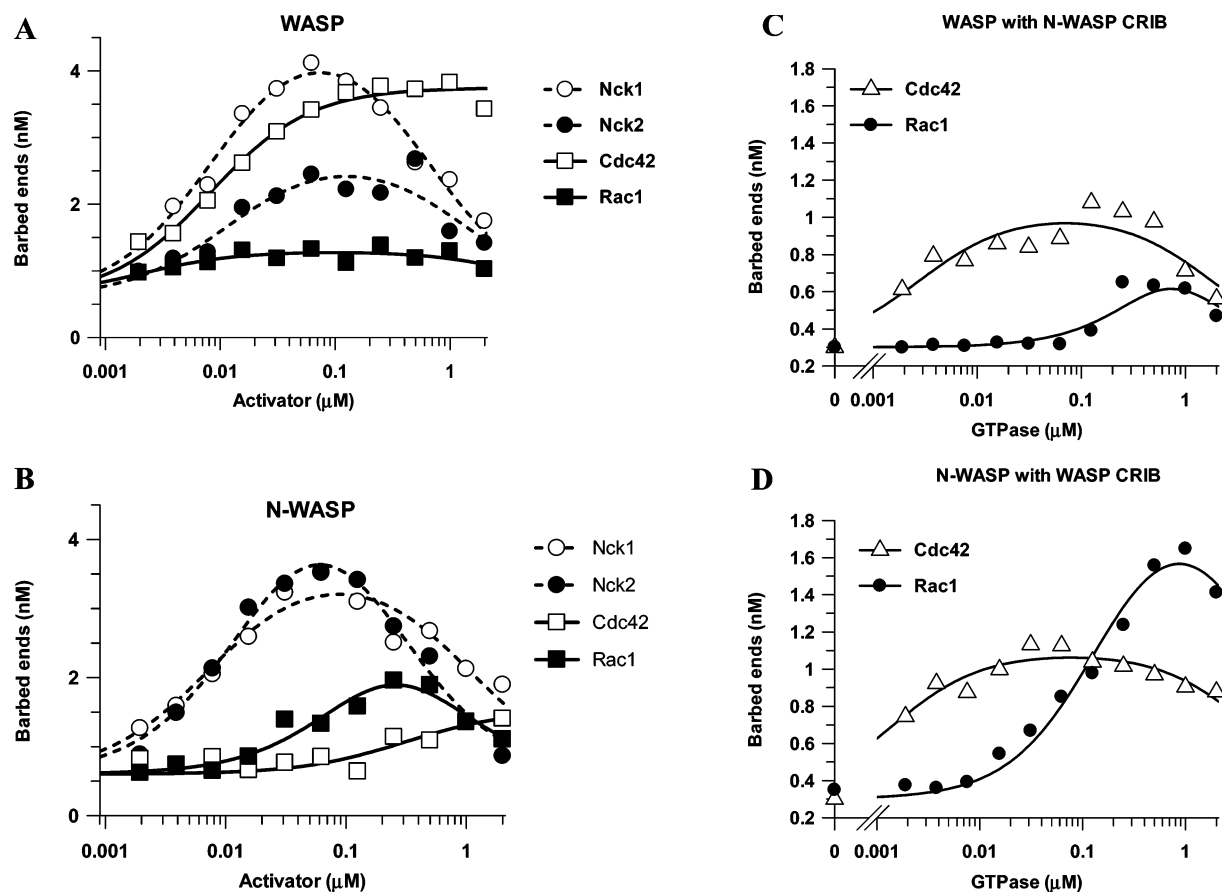 A
WASP
Barbed ends (nM)
4
2
0
0.001 0.01 0.1 1
Activator (μM)
Nck1
Nck2
Cdc42
Rac1
B
N-WASP
Barbed ends (nM)
4
2
0
0.001 0.01 0.1 1
Activator (μM)
Nck1
Nck2
Cdc42
Rac1
C
WASP with N-WASP CRIB
Barbed ends (nM)
1.8
1.6
1.4
1.2
1
0.8
0.6
0.4
0.2
0 0.001 0.01 0.1 1
GTPase (μM)
Cdc42
Rac1
D
N-WASP with WASP CRIB
Barbed ends (nM)
1.8
1.6
1.4
1.2
1
0.8
0.6
0.4
0.2
0 0.001 0.01 0.1 1
GTPase (μM)
Cdc42
Rac1